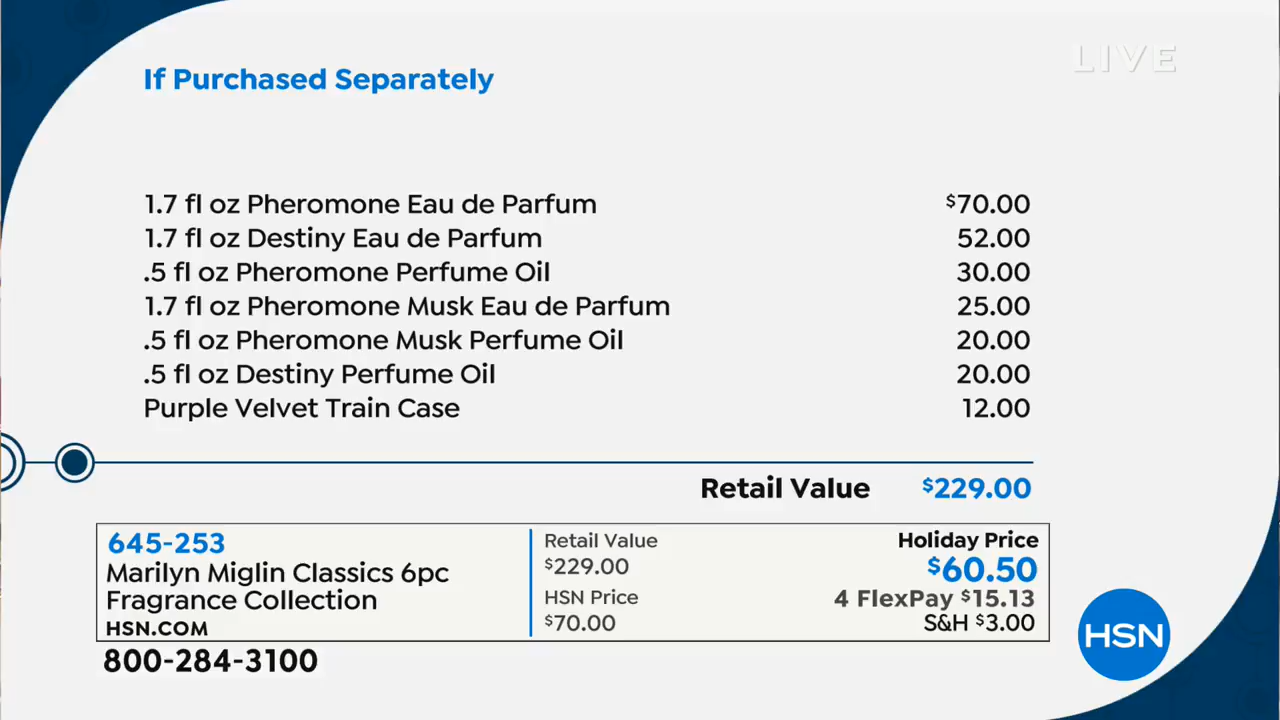 LIVE
If Purchased Separately
1.7 fl oz Pheromone Eau de Parfum $70.00
1.7 fl oz Destiny Eau de Parfum 52.00
.5 fl oz Pheromone Perfume Oil 30.00
1.7 fl oz Pheromone Musk Eau de Parfum 25.00
.5 fl oz Pheromone Musk Perfume Oil 20.00
.5 fl oz Destiny Perfume Oil 20.00
Purple Velvet Train Case 12.00
Retail Value $229.00
645-253
Marilyn Miglin Classics 6pc
Fragrance Collection
HSN.COM
Retail Value
$229.00
HSN Price
$70.00
Holiday Price
$60.50
4 FlexPay $15.13
S&H $3.00
800-284-3100
HSN